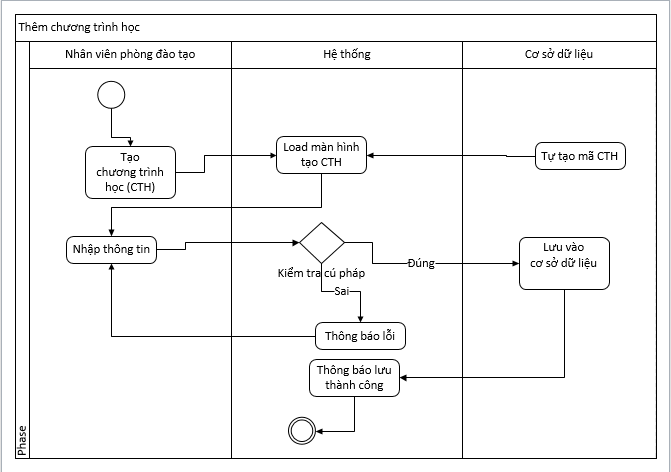 Thêm chương trình học
Nhân viên phòng đào tạo
Hệ thống
Cơ sở dữ liệu
Tạo
chương trình
học (CTH)
Load màn hình
tạo CTH
Tự tạo mã CTH
Nhập thông tin
Kiểm tra cú pháp
Đúng
Lưu vào
cơ sở dữ liệu
Sai
Thông báo lỗi
Thông báo lưu
thành công
Phase